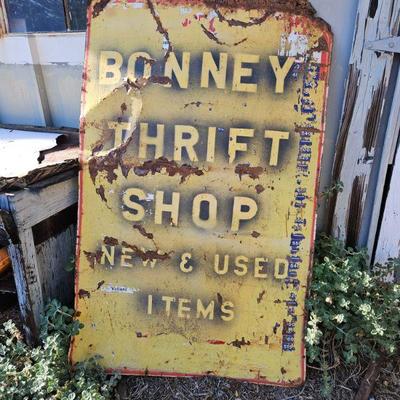 BONNEY
THRIFT
SHOP
NEW & USED
ITEMS